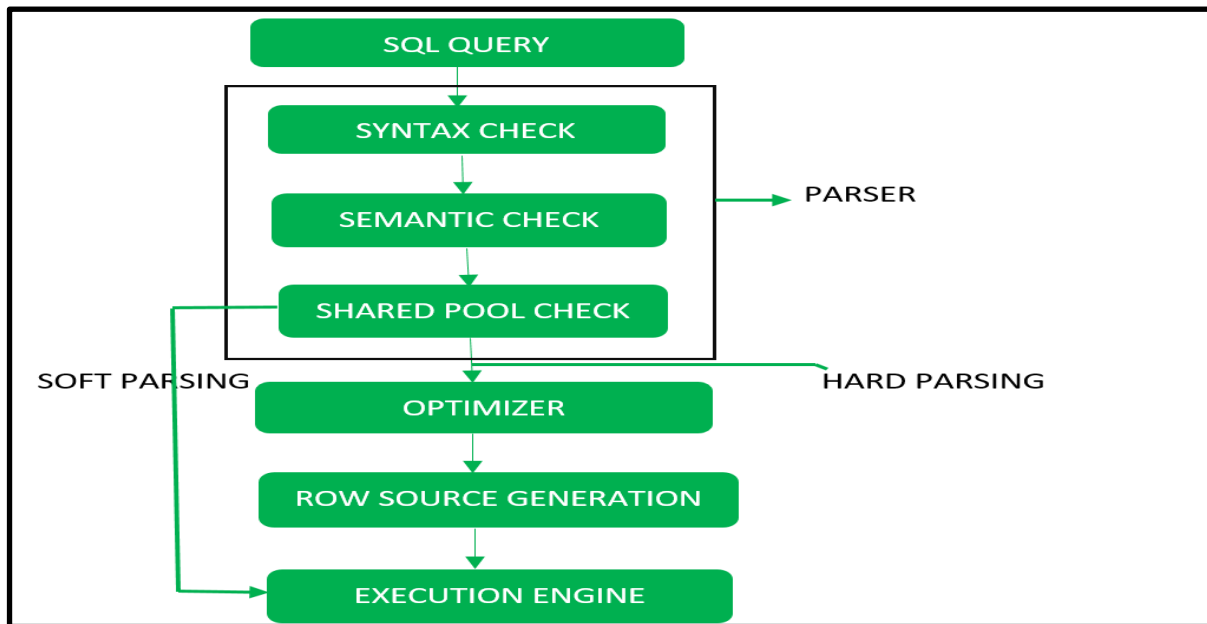 SQL QUERY
SYNTAX CHECK
SEMANTIC CHECK
PARSER
SHARED POOL CHECK
SOFT PARSING
HARD PARSING
OPTIMIZER
ROW SOURCE GENERATION
EXECUTION ENGINE